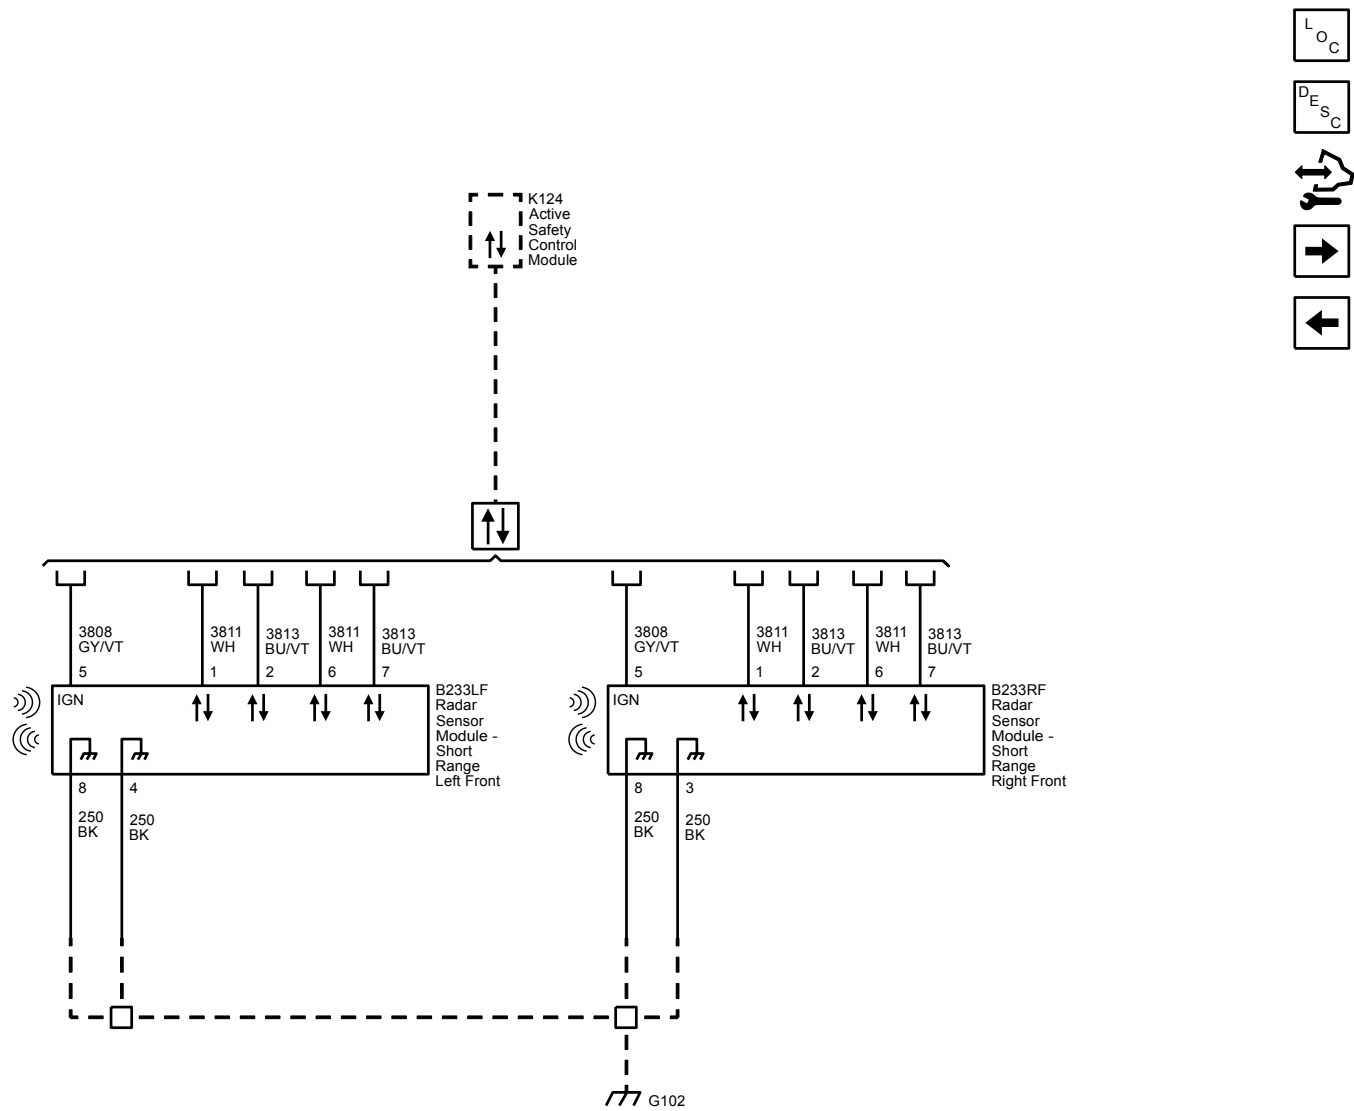 L
O
C
D
E
S
C
K124
Active
Safety
Control
Module
3808
GY/VT
5
3811
WH
1
3813
BU/VT
2
3811
WH
6
3813
BU/VT
7
3808
GY/VT
5
3811
WH
1
3813
BU/VT
2
3811
WH
6
3813
BU/VT
7
IGN
B233LF
Radar
Sensor
Module -
Short
Range
Left Front
IGN
B233RF
Radar
Sensor
Module -
Short
Range
Right Front
8
250
BK
4
250
BK
8
250
BK
3
250
BK
G102